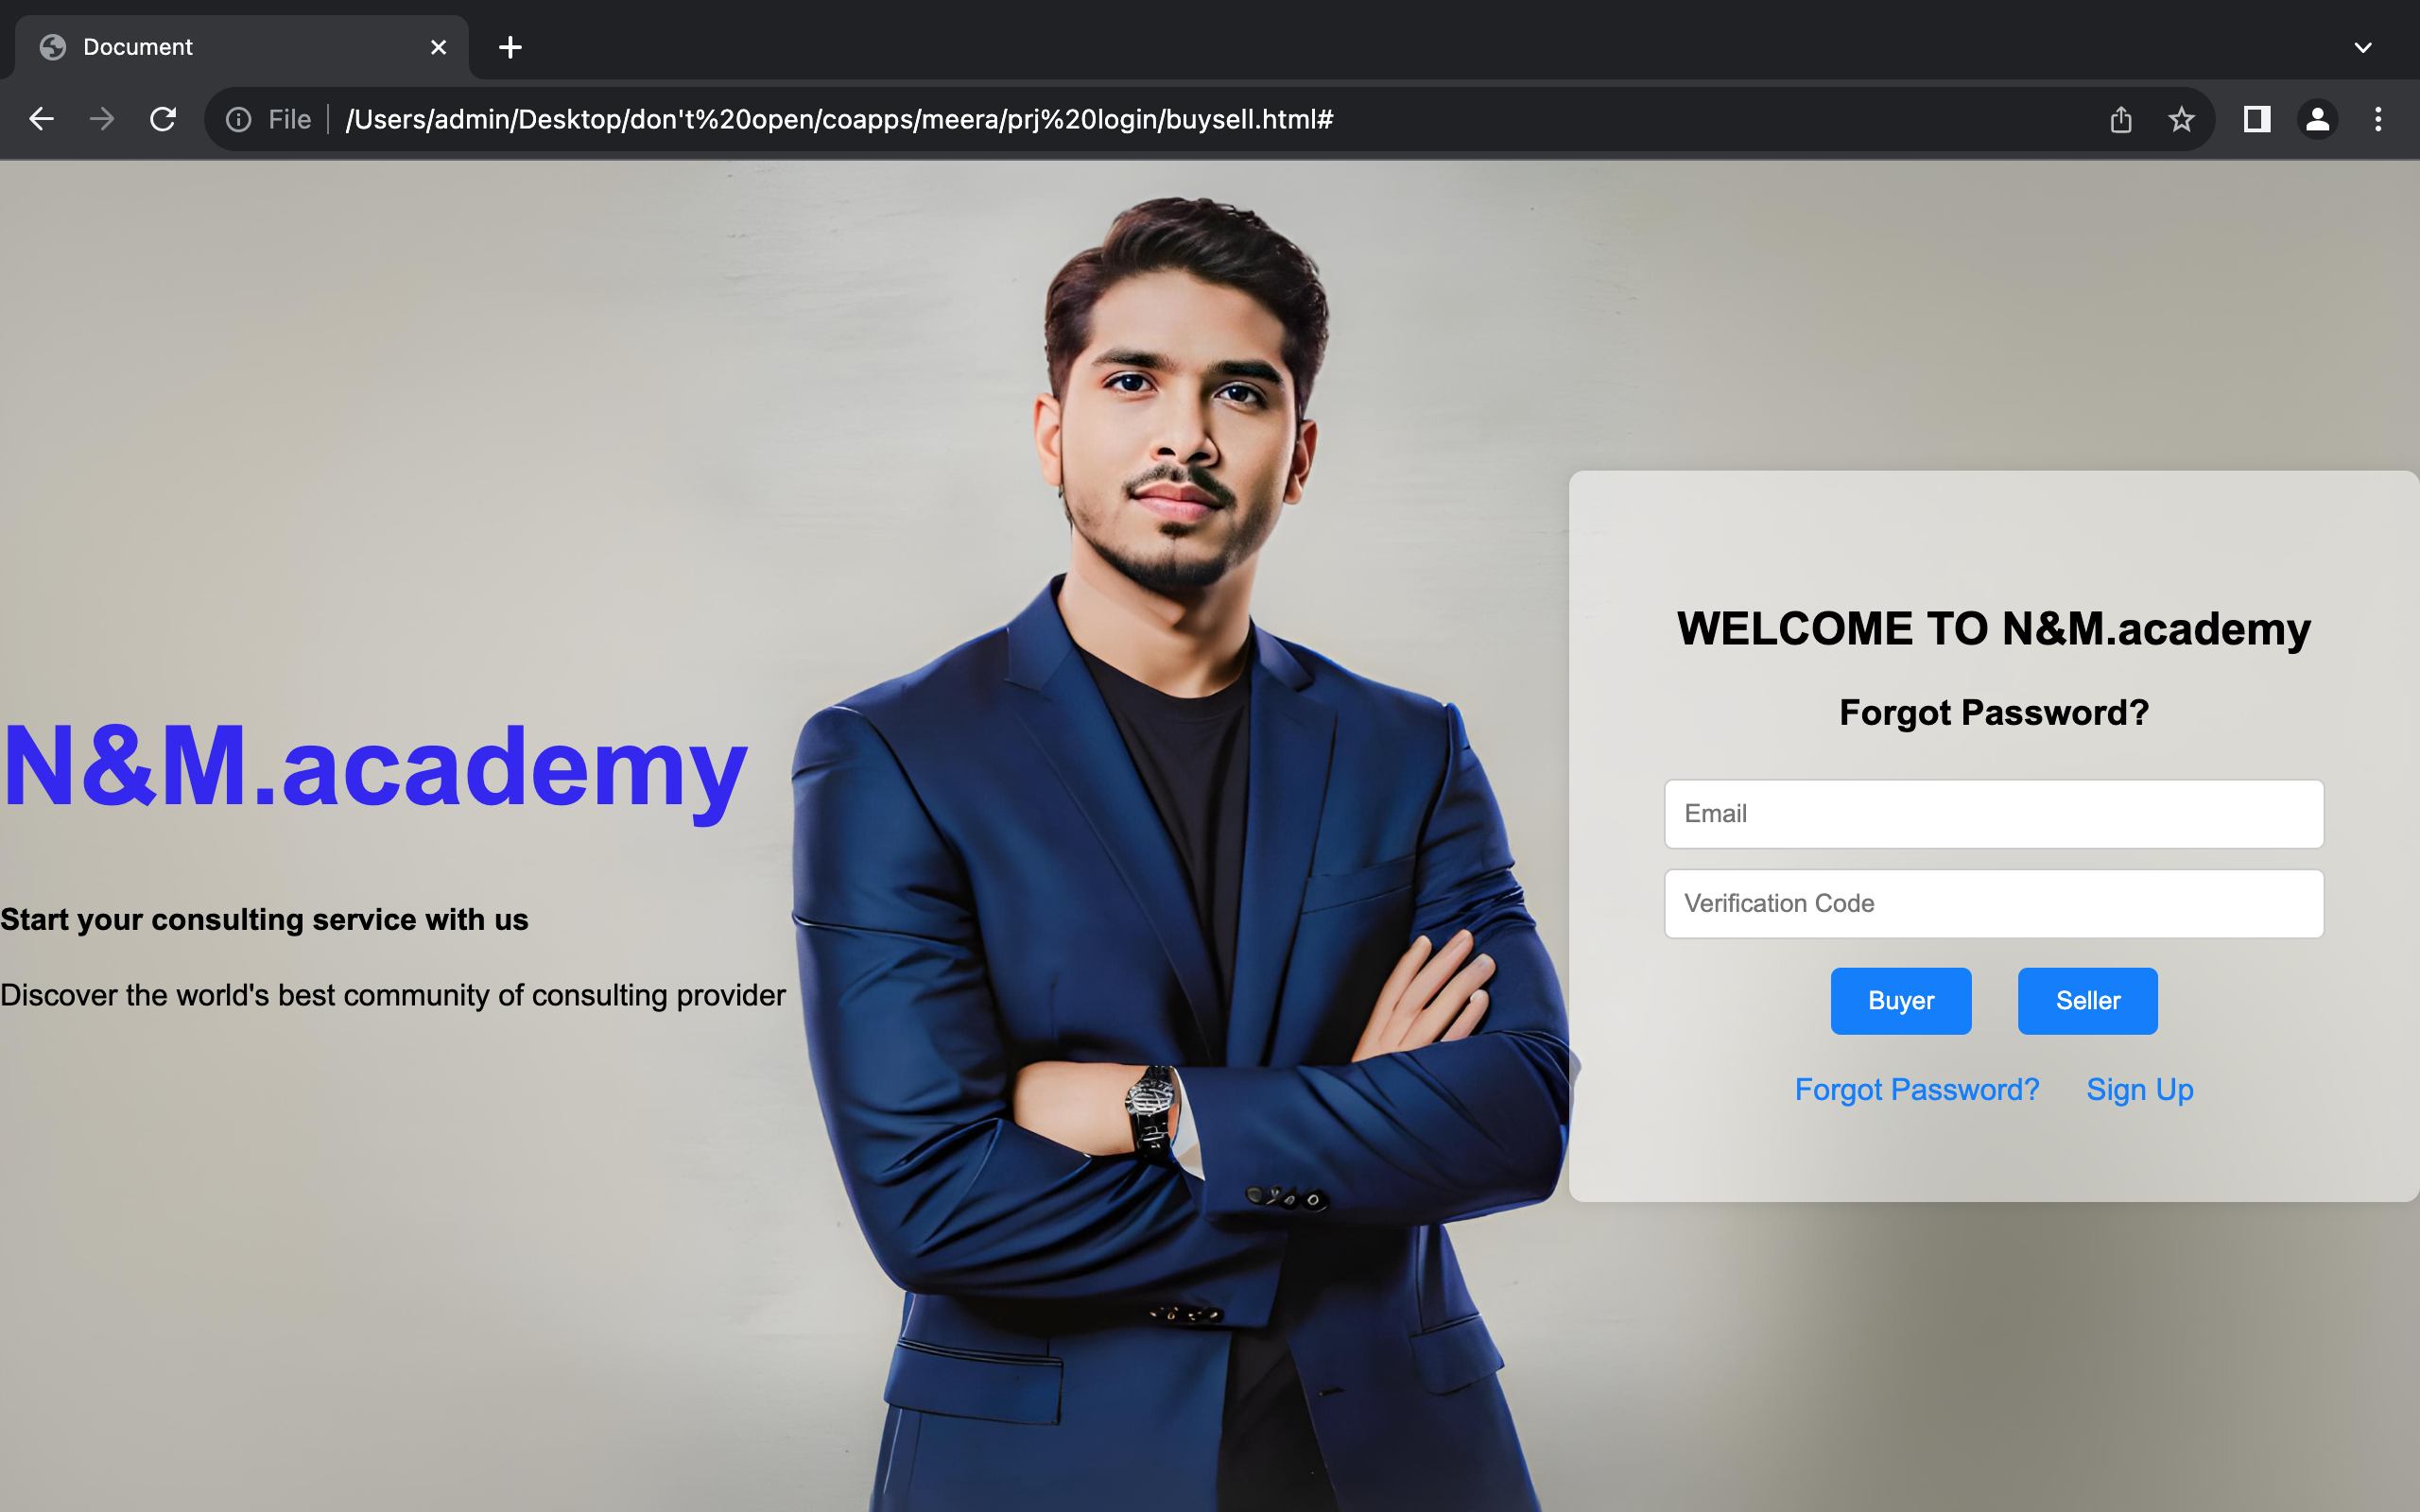 Document
File
/Users/admin/Desktop/don't%20open/coapps/meera/prj%20login/buysell.html#
N&M.academy
Start your consulting service with us
Discover the world's best community of consulting provider
WELCOME TO N&M.academy
Forgot Password?
Email
Verification Code
Buyer Seller
Forgot Password? Sign Up